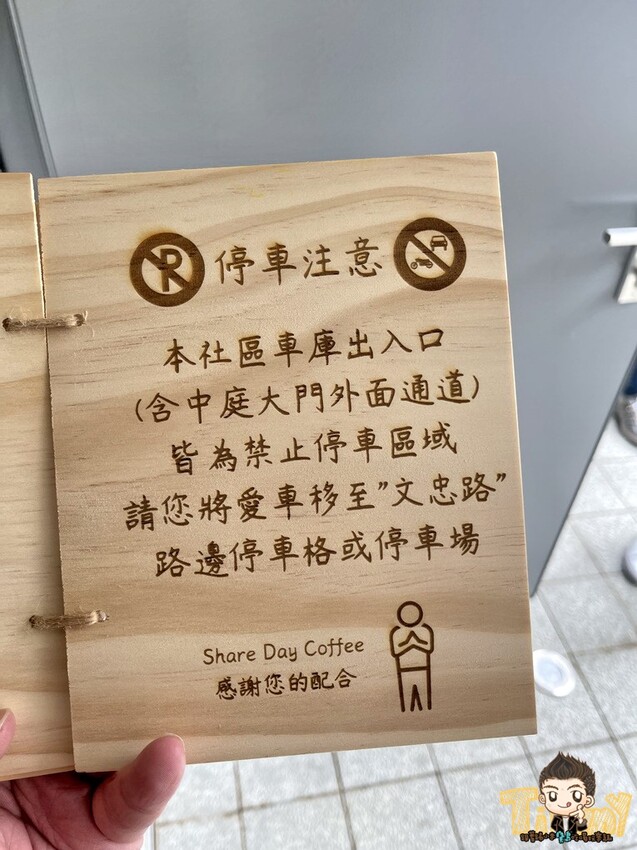 停車注意
本社區車庫出入口
(含中庭大門外面通道)
皆為禁止停車區域
請您將愛車移至"文忠路"
路邊停車格或停車場
Share Day Coffee
感謝您的配合